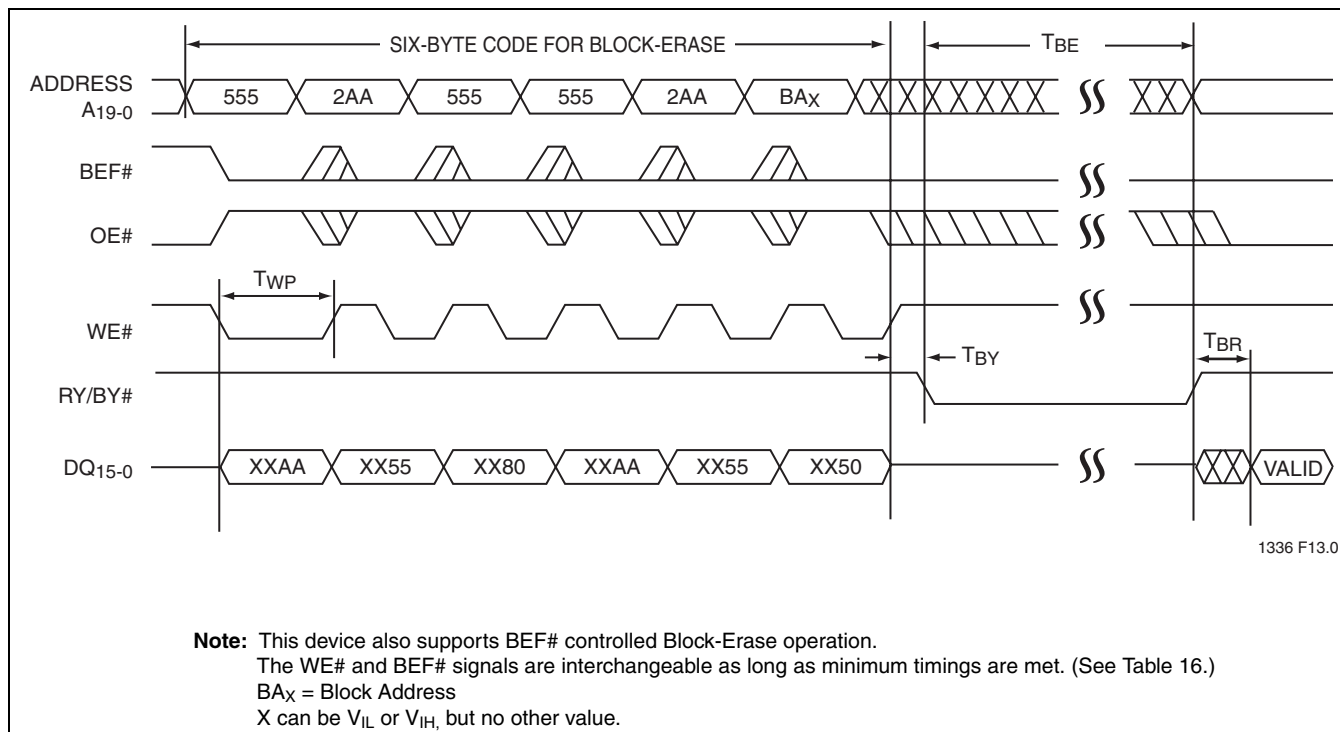 SIX-BYTE CODE FOR BLOCK-ERASE
TBE
ADDRESS
A19-0
555 2AA 555 555 2AA BAX
BEF#
OE#
TWP
WE#
TBY
TBR
RY/BY#
DQ15-0
XXAA XX55 XX80 XXAA XX55 XX50 VALID
1336 F13.0
Note: This device also supports BEF# controlled Block-Erase operation.
The WE# and BEF# signals are interchangeable as long as minimum timings are met. (See Table 16.)
BAX = Block Address
X can be VIL or VIH, but no other value.